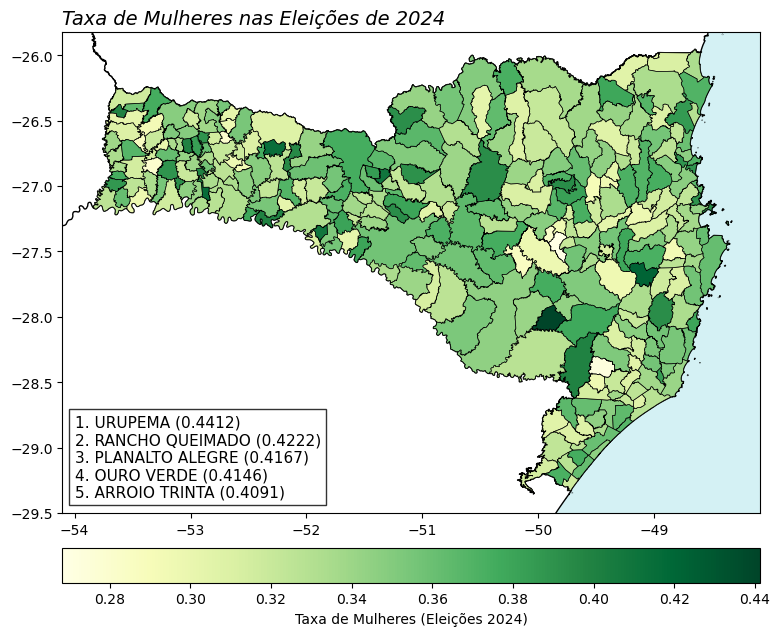 Taxa de Mulheres nas Eleições de 2024
−26.0
−26.5
−27.0
−27.5
−28.0
−28.5
−29.0
−29.5
1. URUPEMA (0.4412)
2. RANCHO QUEIMADO (0.4222)
3. PLANALTO ALEGRE (0.4167)
4. OURO VERDE (0.4146)
5. ARROIO TRINTA (0.4091)
−54 −53 −52 −51 −50 −49
0.28 0.30 0.32 0.34 0.36 0.38 0.40 0.42 0.44
Taxa de Mulheres (Eleições 2024)